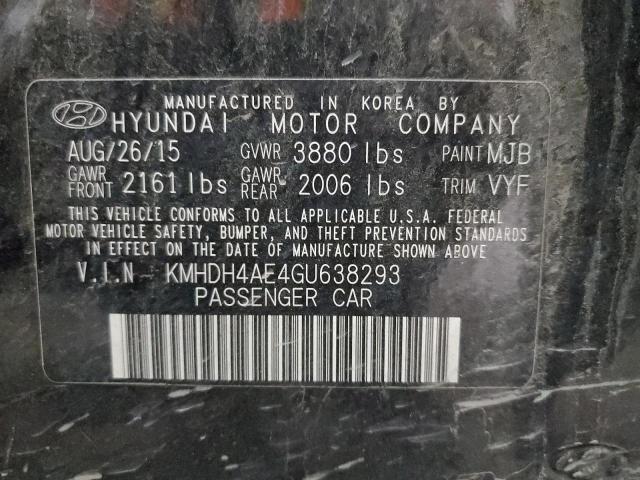 MANUFACTURED IN KOREA BY
HYUNDAI MOTOR COMPANY
AUG/26/15 GVWR 3880 lbs PAINT MJB
GAWR FRONT 2161 lbs GAWR REAR 2006 lbs TRIM VYF
THIS VEHICLE CONFORMS TO ALL APPLICABLE U.S.A. FEDERAL
MOTOR VEHICLE SAFETY, BUMPER, AND THEFT PREVENTION STANDARDS
IN EFFECT ON THE DATE OF MANUFACTURE SHOWN ABOVE
V.I.N KMHDH4AE4GU638293
PASSENGER CAR